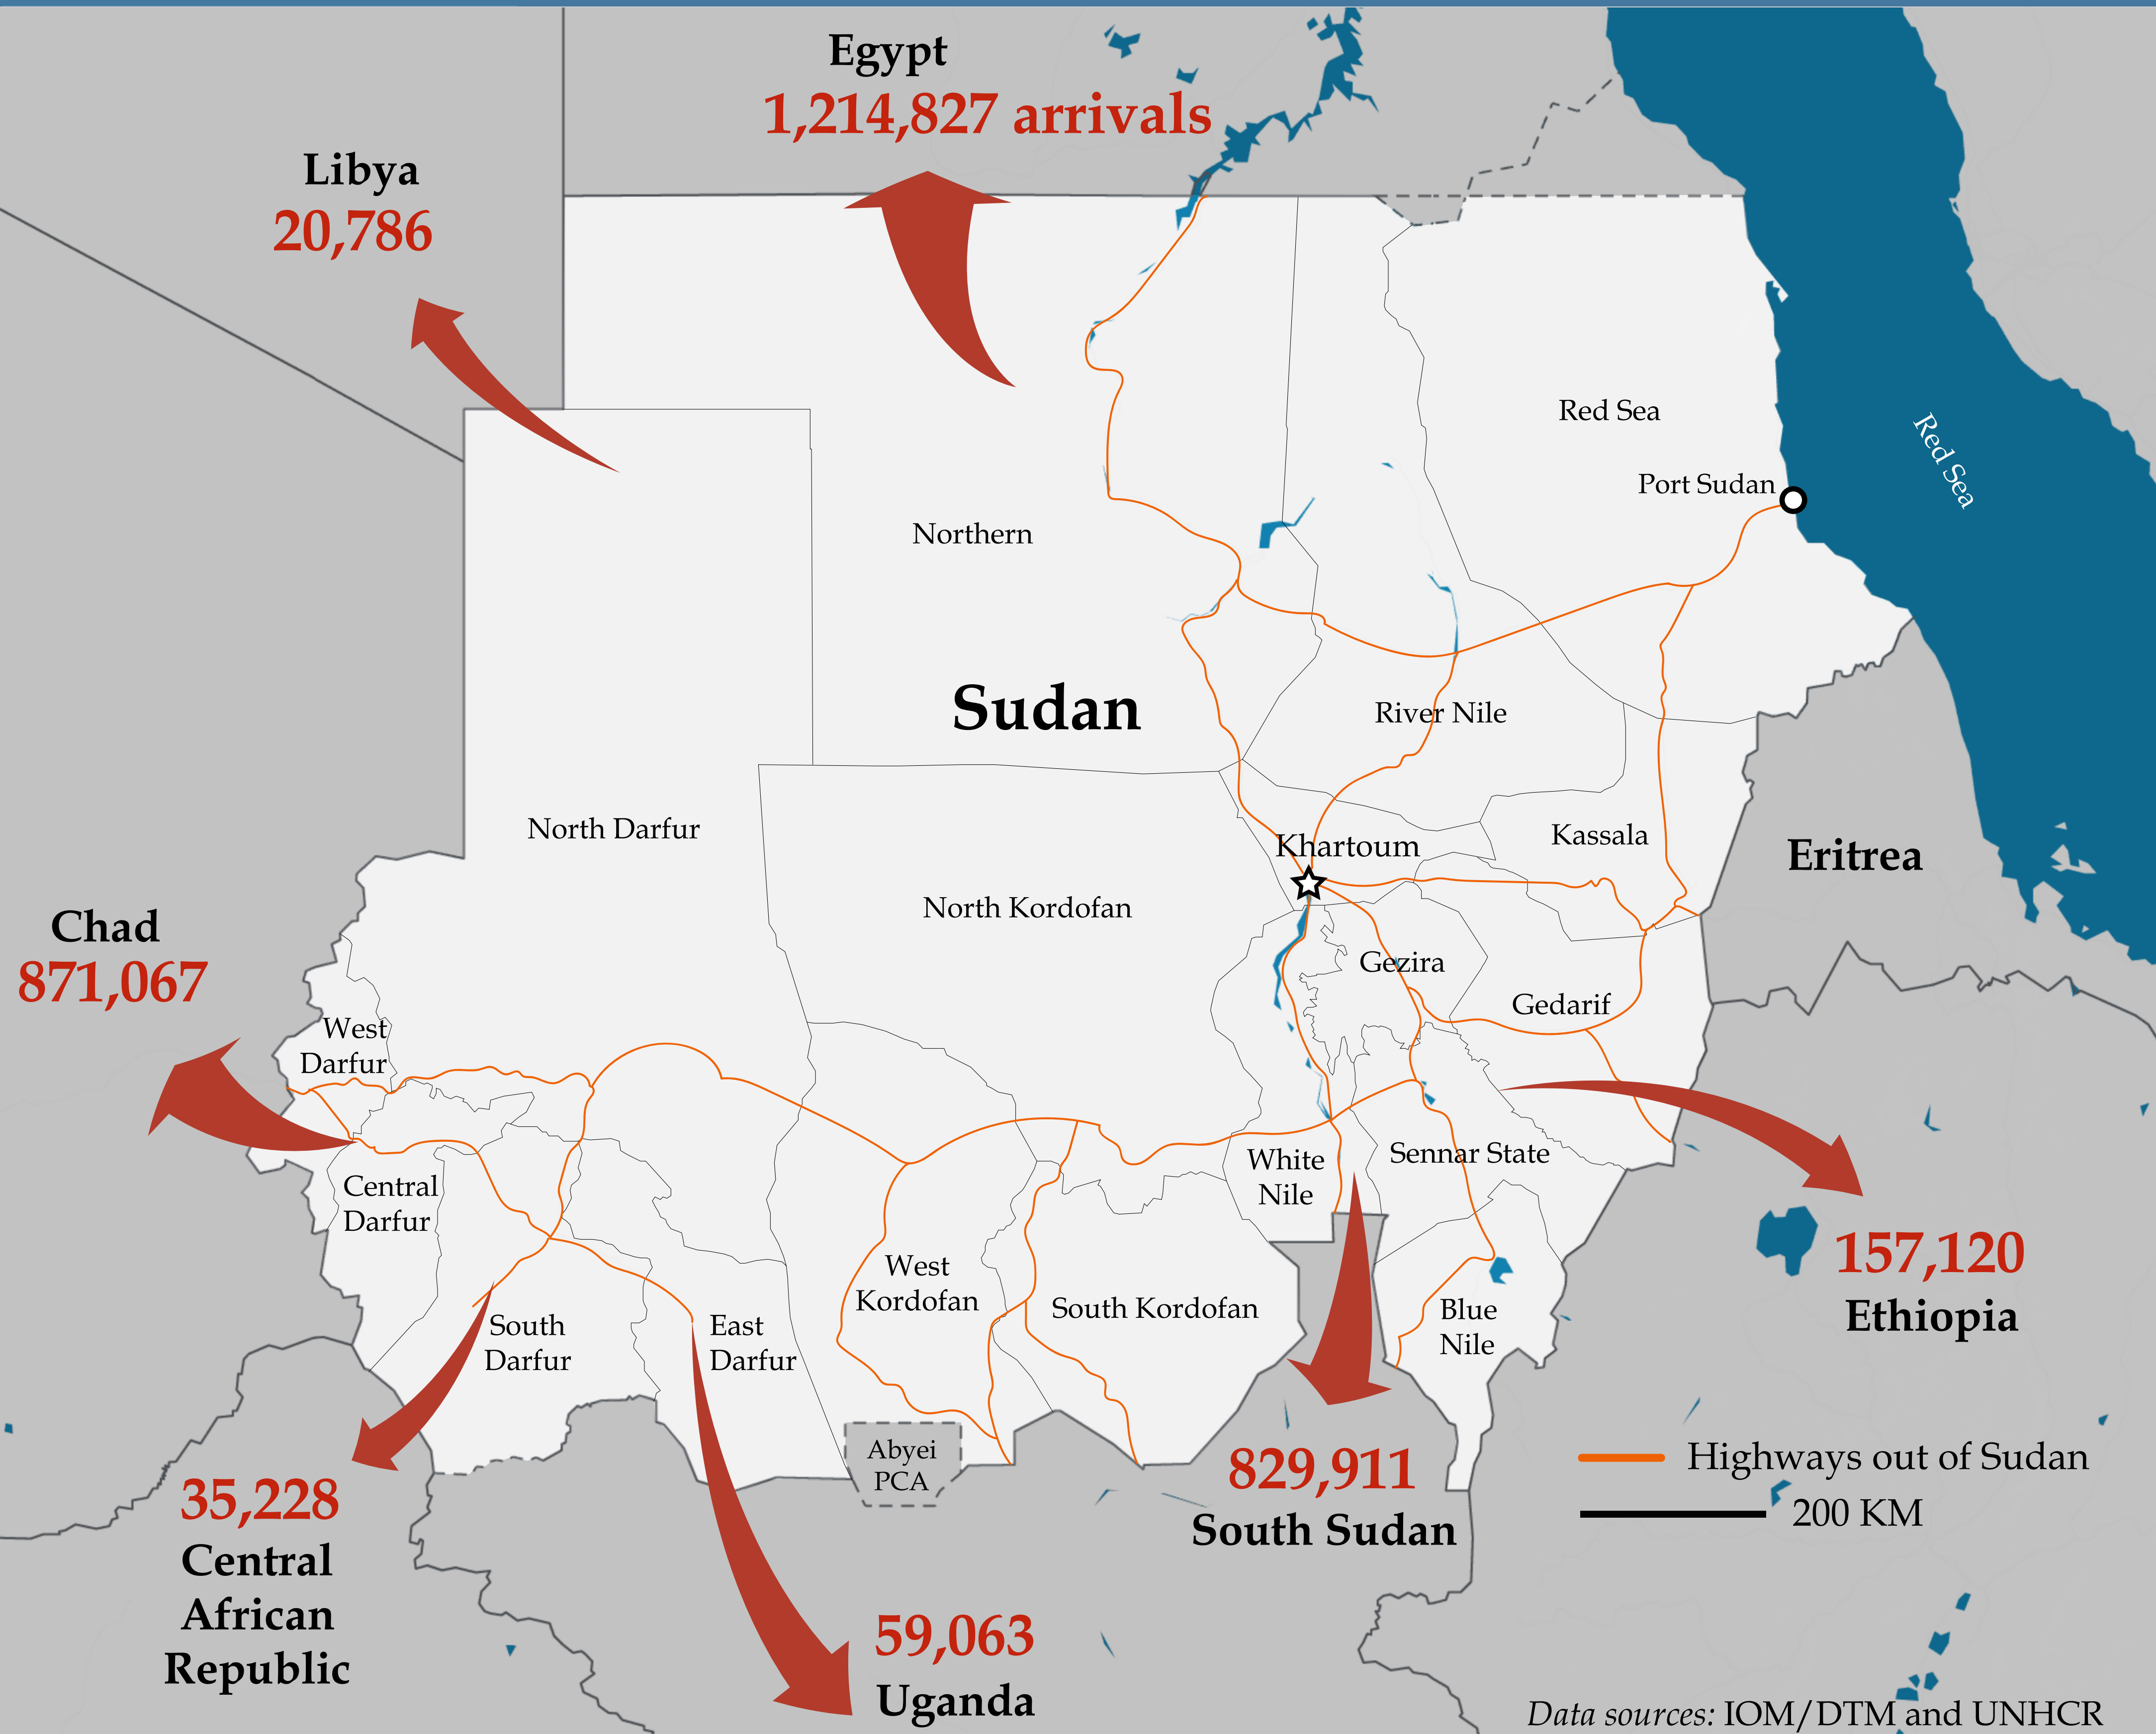 Egypt
1,214,827 arrivals
Libya
20,786
Red Sea
Red Sea
Port Sudan
Northern
Sudan
River Nile
North Darfur
Khartoum
Kassala
Eritrea
North Kordofan
Chad
871,067
Gezira
Gedarif
West
Darfur
Sennar State
White
Nile
Central
Darfur
157,120
Ethiopia
West
Kordofan
South Kordofan
Blue
Nile
South
Darfur
East
Darfur
Abyei
PCA
829,911
South Sudan
Highways out of Sudan
200 KM
35,228
Central
African
Republic
59,063
Uganda
Data sources: IOM/DTM and UNHCR